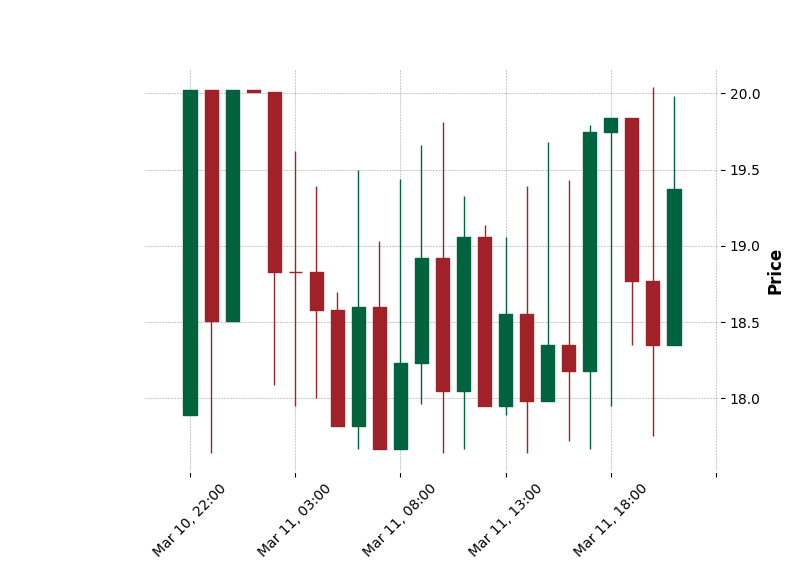 20.0
19.5
19.0
18.5
18.0
Price
Mar 10, 22:00
Mar 11, 03:00
Mar 11, 08:00
Mar 11, 13:00
Mar 11, 18:00